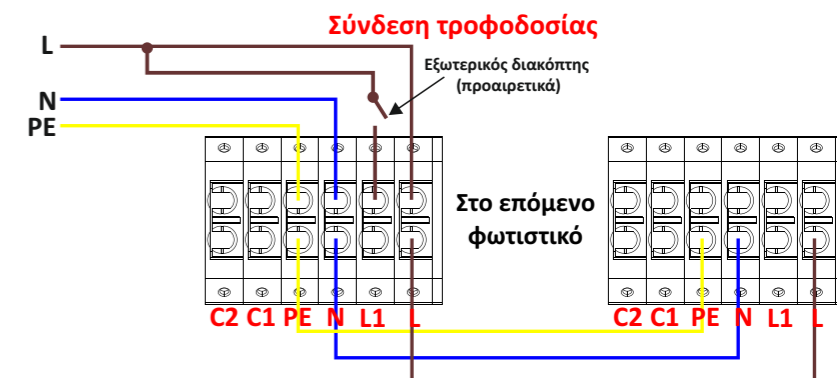 Σύνδεση τροφοδοσίας
L
Εξωτερικός διακόπτης
(προαιρετικά)
N
PE
Στο επόμενο
φωτιστικό
C2 C1 PE N L1 L
C2 C1 PE N L1 L